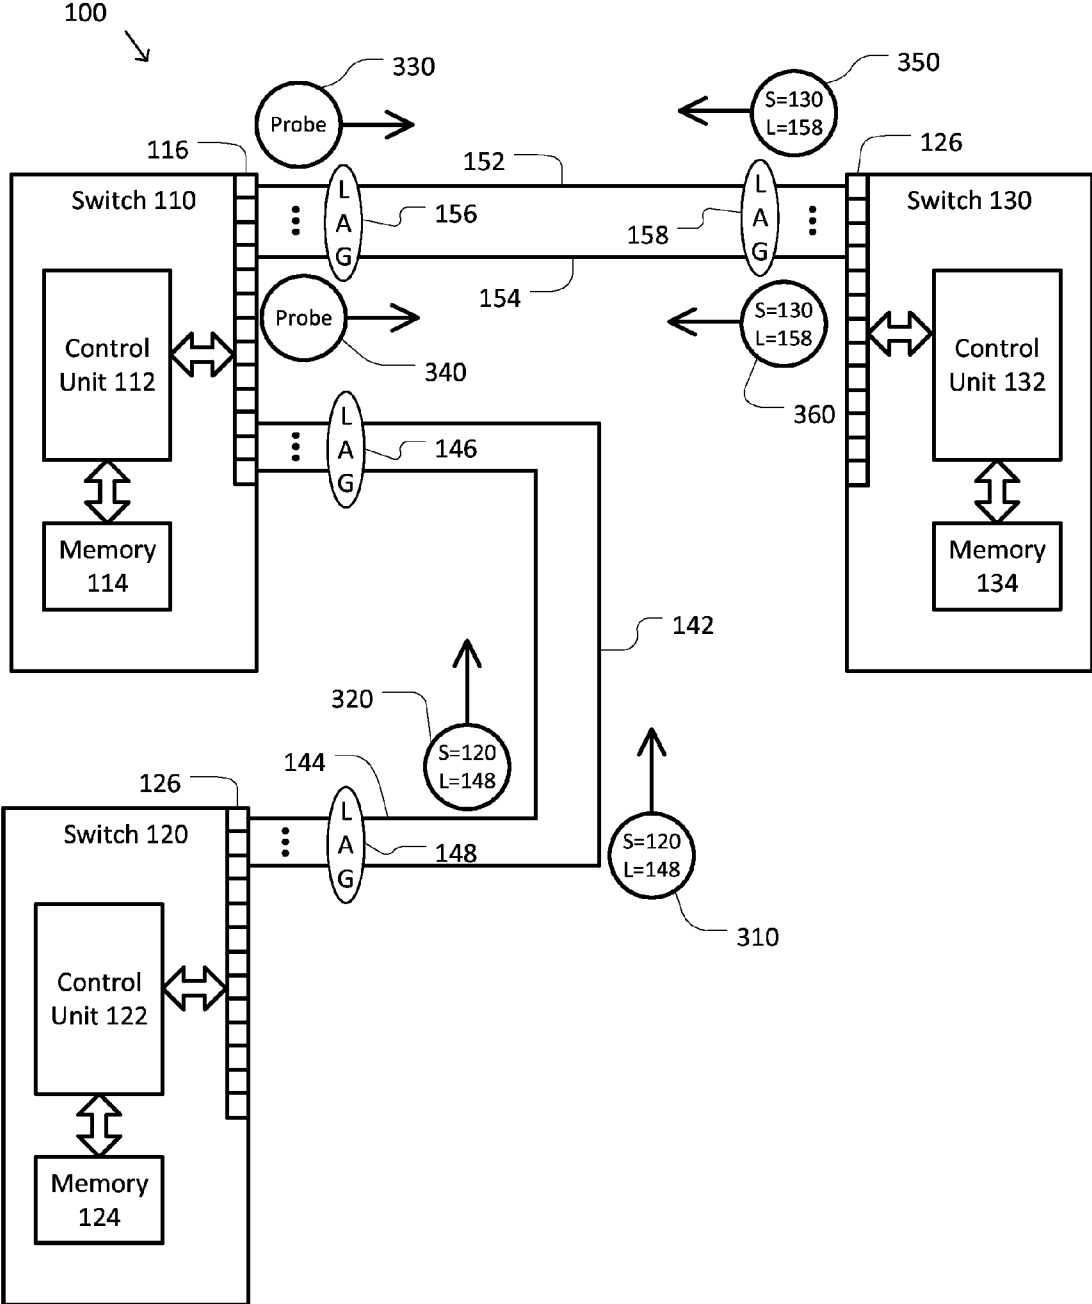 100
330
Probe
350
S=130
L=158
116
126
152
Switch 110
L
A
G
156
158
L
A
G
Switch 130
154
Probe
340
S=130
L=158
360
Control
Unit 112
Control
Unit 132
L
A
G
146
Memory
114
Memory
134
142
320
S=120
L=148
144
126
Switch 120
L
A
G
148
S=120
L=148
310
Control
Unit 122
Memory
124